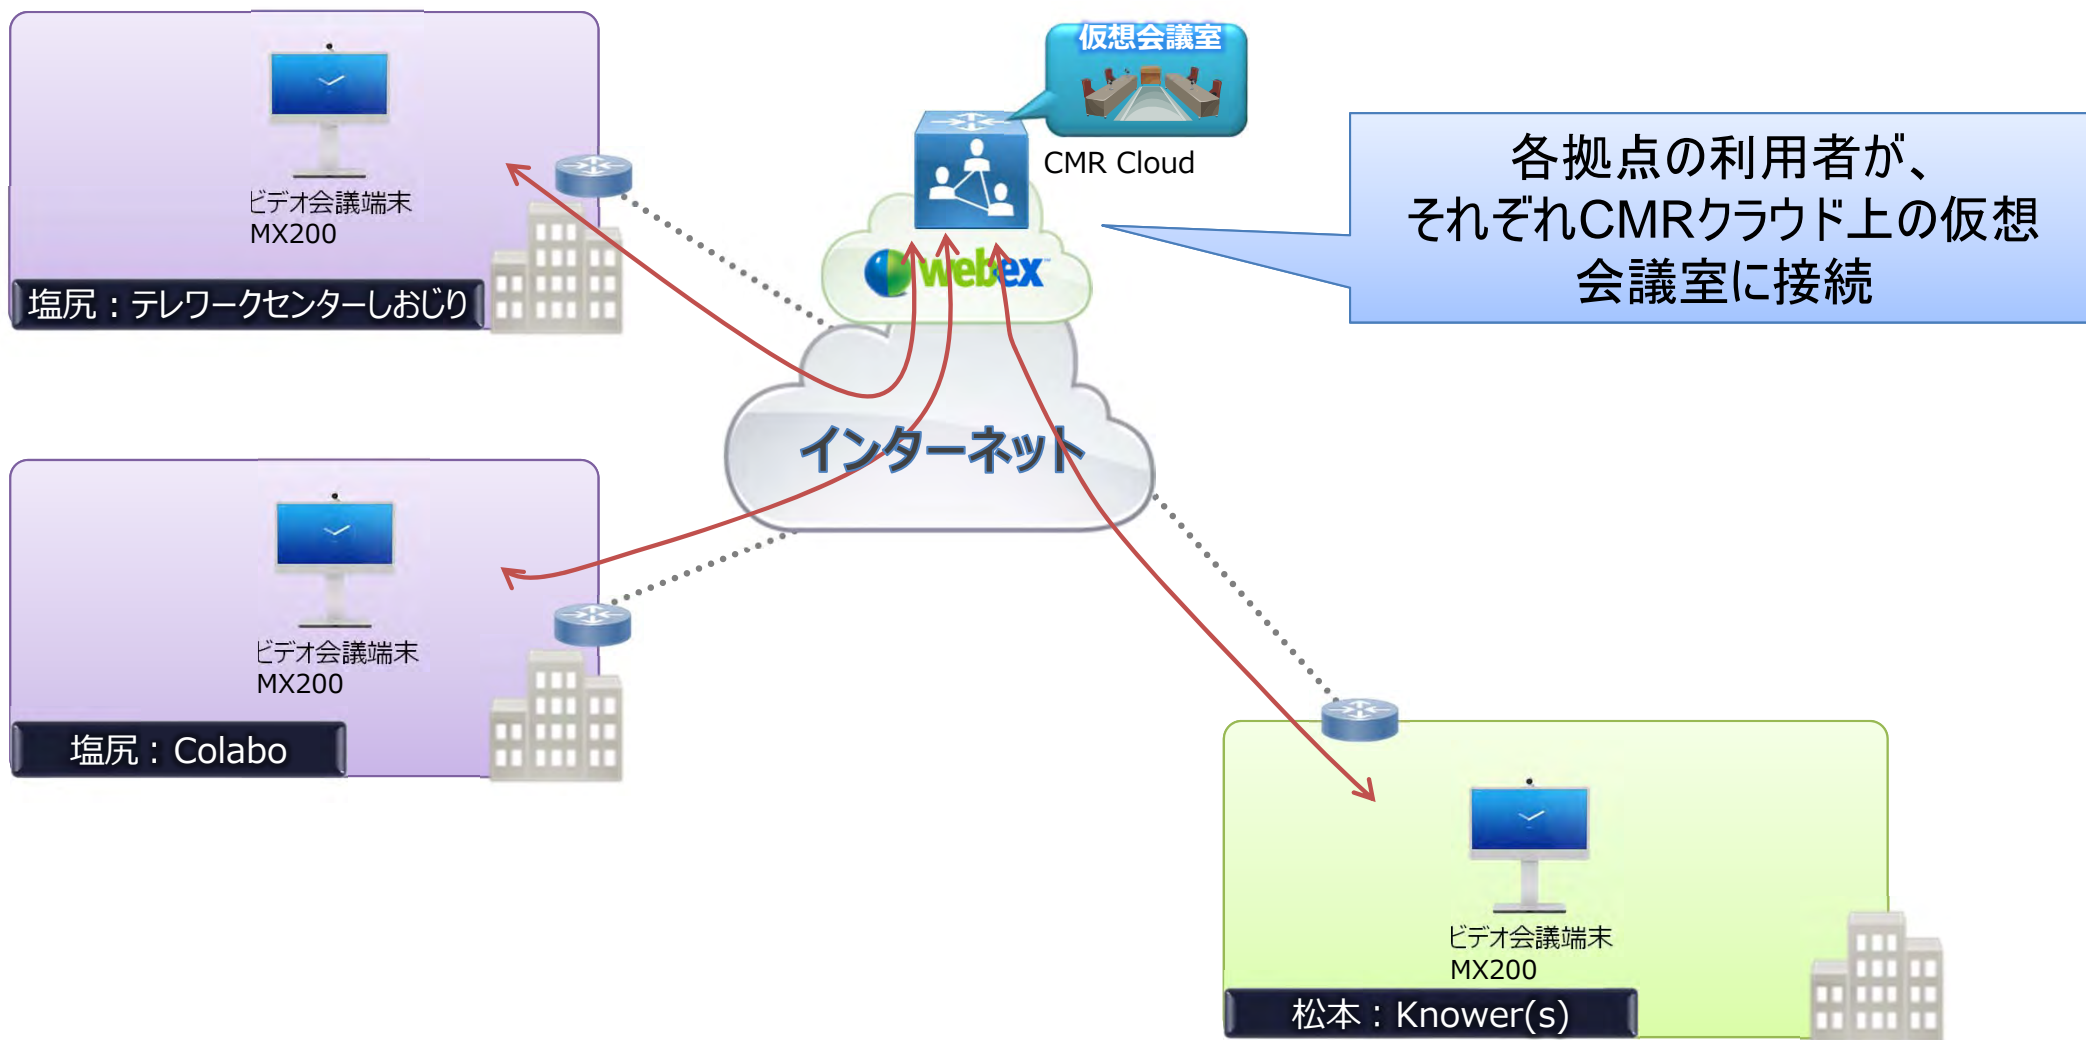 仮想会議室
CMR Cloud
webex
各拠点の利用者が、
それぞれCMRクラウド上の仮想
会議室に接続
ビデオ会議端末
MX200
塩尻：テレワークセンターしおじり
インターネット
ビデオ会議端末
MX200
塩尻：Colabo
ビデオ会議端末
MX200
松本：Knower(s)